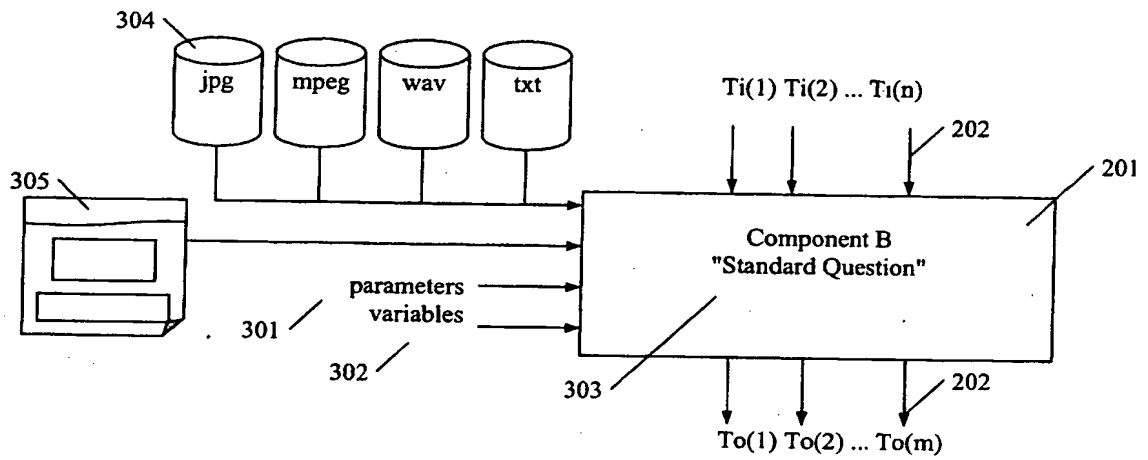 304
jpg mpeg wav txt
Ti(1) Ti(2) ... Ti(n)
202
305
201
Component B
"Standard Question"
parameters
variables
301
302
303
202
To(1) To(2) ... To(m)